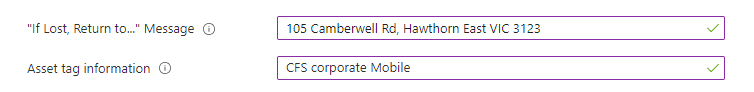 "If Lost, Return to..." Message
105 Camberwell Rd, Hawthorn East VIC 3123
Asset tag information
CFS corporate Mobile